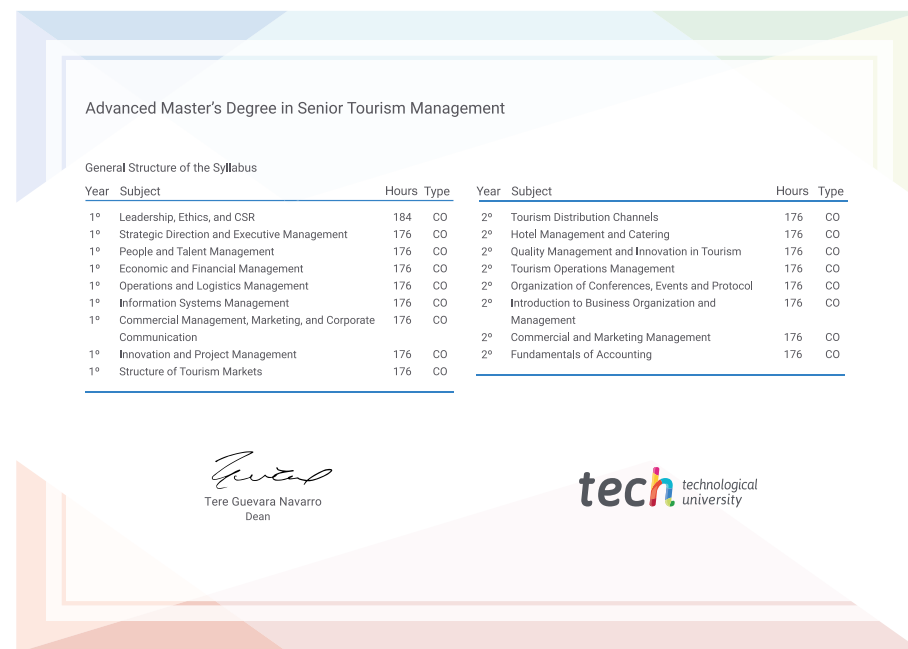 Advanced Master's Degree in Senior Tourism Management
General Structure of the Syllabus
Year Subject Hours Type
1º Leadership, Ethics, and CSR 184 CO
1º Strategic Direction and Executive Management 176 CO
1º People and Talent Management 176 CO
1º Economic and Financial Management 176 CO
1º Operations and Logistics Management 176 CO
1º Information Systems Management 176 CO
1º Commercial Management, Marketing, and Corporate 176 CO
Communication
1º Innovation and Project Management 176 CO
1º Structure of Tourism Markets 176 CO
Year Subject Hours Type
2º Tourism Distribution Channels 176 CO
2º Hotel Management and Catering 176 CO
2º Quality Management and Innovation in Tourism 176 CO
2º Tourism Operations Management 176 CO
2º Organization of Conferences, Events and Protocol 176 CO
2º Introduction to Business Organization and 176 CO
Management
2º Commercial and Marketing Management 176 CO
2º Fundamentals of Accounting 176 CO
Tere Guevara Navarro
Dean
tech technological
university